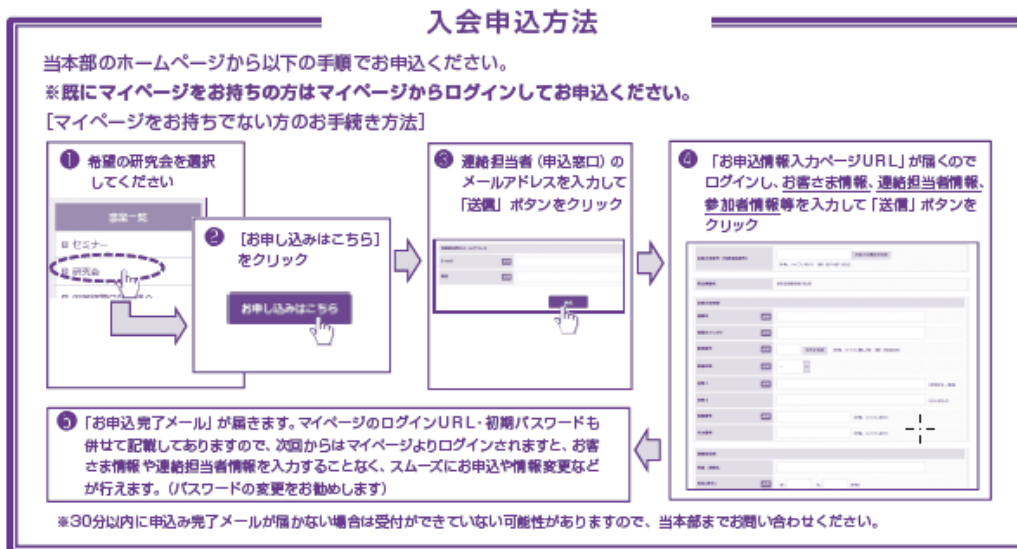 入会申込方法
当本部のホームページから以下の手順でお申込ください。
※既にマイページをお持ちの方はマイページからログインしてお申込ください。
[マイページをお持ちでない方のお手続き方法]
❶ 希望の研究会を選択
してください
事業一覧
セミナー
研究会
❷ [お申し込みはこちら]
をクリック
お申し込みはこちら
❸ 連絡担当者(申込窓口)の
メールアドレスを入力して
「送信」ボタンをクリック
❹ 「お申込情報入力ページURL」が届くので
ログインし、お客さま情報、連絡担当者情報、
参加者情報等を入力して「送信」ボタンを
クリック
❺ 「お申込完了メール」が届きます。マイページのログインURL・初期パスワードも
併せて記載してありますので、次回からはマイページよりログインされますと、お客
さま情報や連絡担当者情報を入力することなく、スムーズにお申込や情報変更など
が行えます。(パスワードの変更をお勧めします)
※30分以内に申込み完了メールが届かない場合は受付ができていない可能性がありますので、当本部までお問い合わせください。